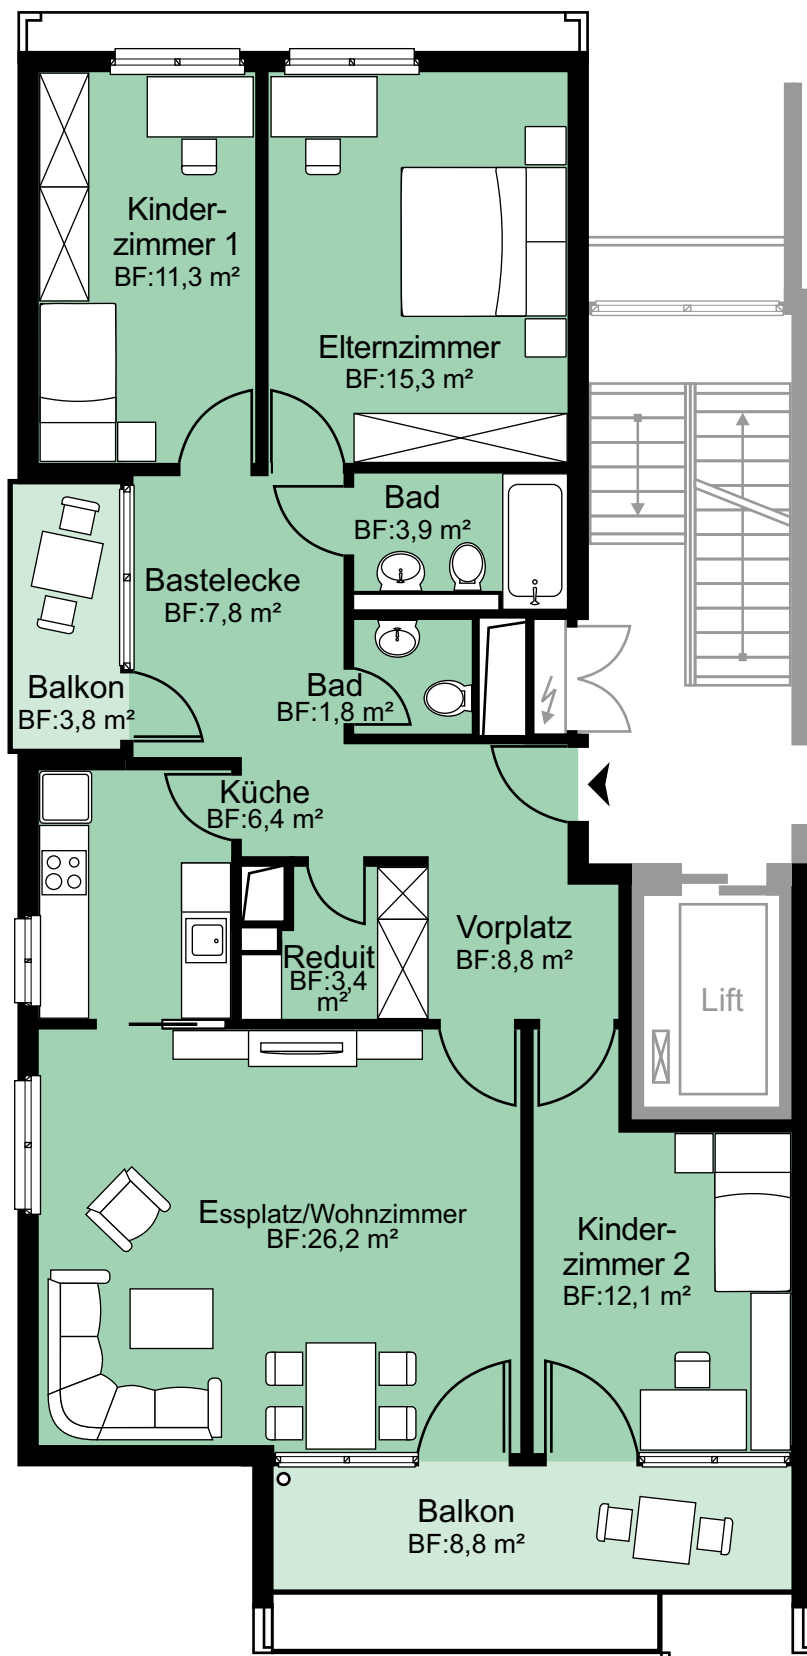 Kinder-
zimmer 1
BF:11,3 m²
Elternzimmer
BF:15,3 m²
Bad
BF:3,9 m²
Bastelecke
BF:7,8 m²
Balkon
BF:3,8 m²
Bad
BF:1,8 m²
Küche
BF:6,4 m²
Reduit
BF:3,4
m²
Vorplatz
BF:8,8 m²
Lift
Essplatz/Wohnzimmer
BF:26,2 m²
Kinder-
zimmer 2
BF:12,1 m²
Balkon
BF:8,8 m²